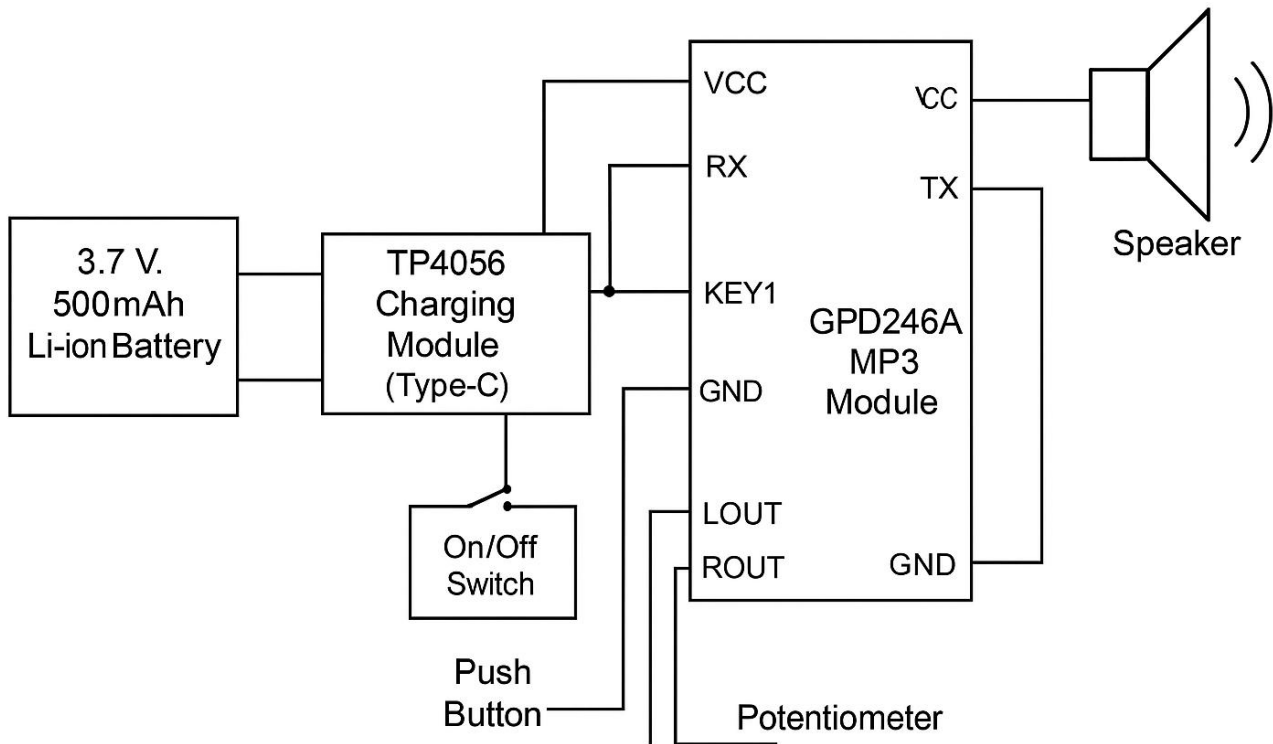 3.7 V.
500mAh
Li-ion Battery
TP4056
Charging
Module
(Type-C)
On/Off
Switch
Push
Button
VCC
RX
KEY1
GND
LOUT
ROUT
VCC
TX
GPD246A
MP3
Module
GND
Speaker
Potentiometer